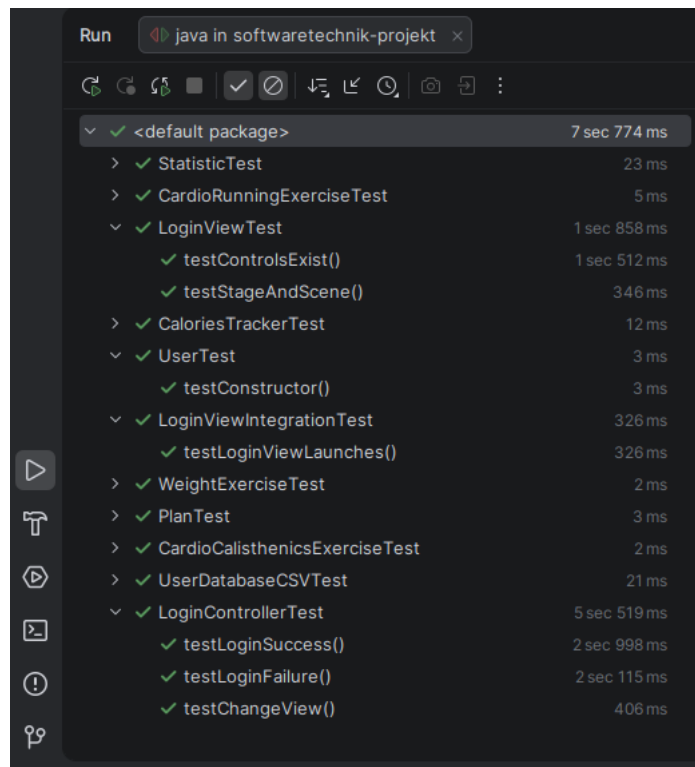 Run java in softwaretechnik-projekt
<default package> 7 sec 774 ms
StatisticTest 23 ms
CardioRunningExerciseTest 5 ms
LoginViewTest 1 sec 858 ms
testControlsExist() 1 sec 512 ms
testStageAndScene() 346 ms
CaloriesTrackerTest 12 ms
UserTest 3 ms
testConstructor() 3 ms
LoginViewIntegrationTest 326 ms
testLoginViewLaunches() 326 ms
WeightExerciseTest 2 ms
PlanTest 3 ms
CardioCalisthenicsExerciseTest 2 ms
UserDatabaseCSVTest 21 ms
LoginControllerTest 5 sec 519 ms
testLoginSuccess() 2 sec 998 ms
testLoginFailure() 2 sec 115 ms
testChangeView() 406 ms